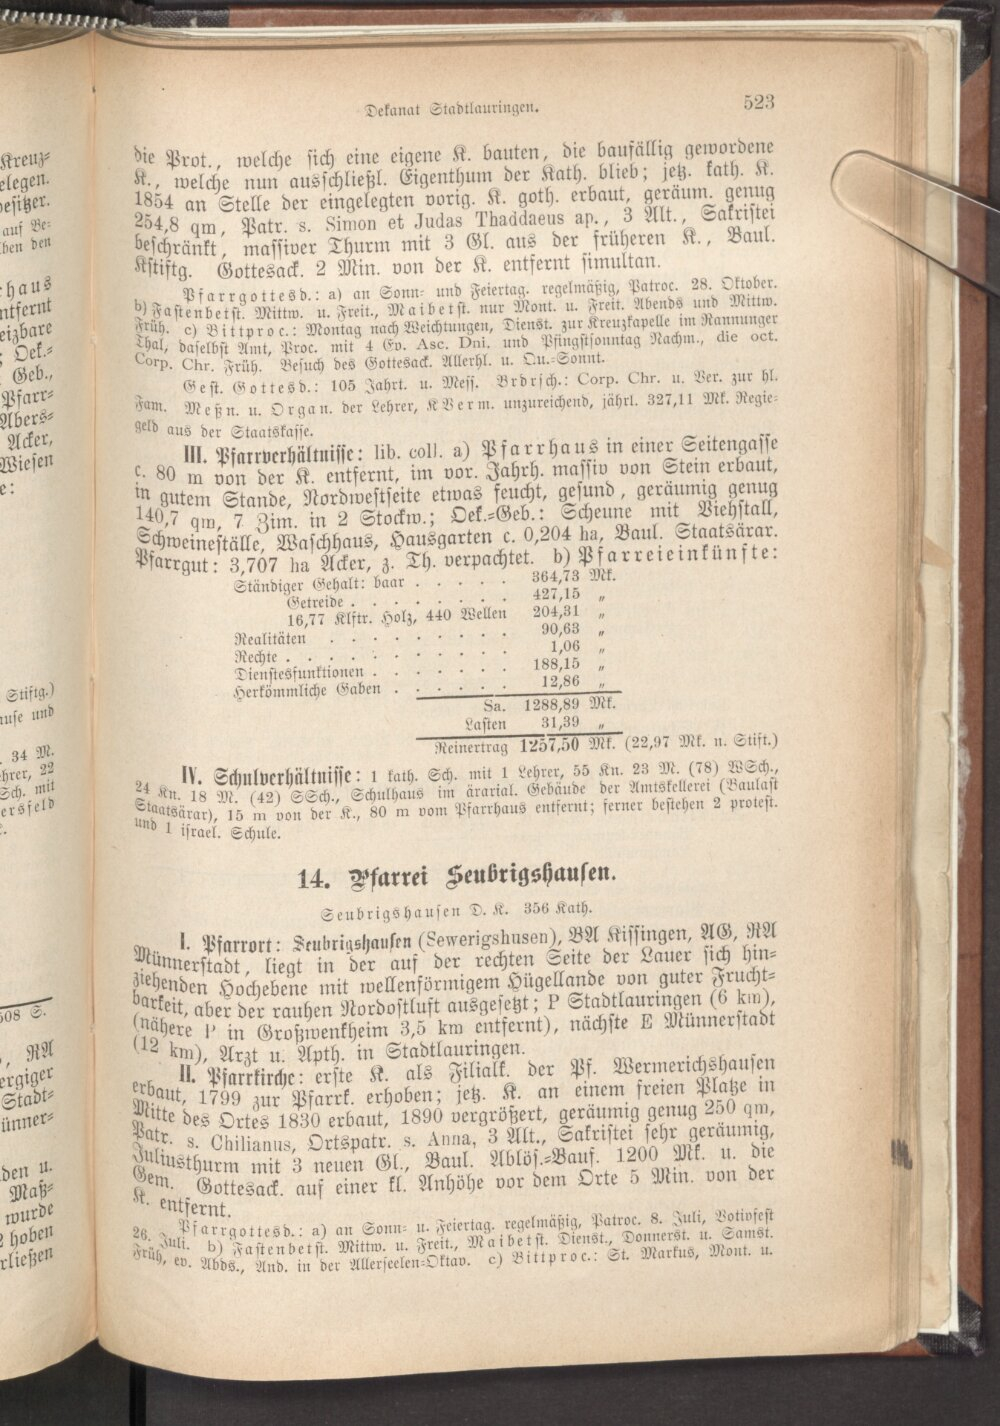 Dekanat Stadtlauringen.
523
die Prot., welche sich eine eigene K. bauten, die baufällig gewordene
K., welche nun ausschließl. Eigenthum der Kath. blieb; jetz. kath. K.
1854 an Stelle der eingelegten vorig. K. goth. erbaut, geräum. genug
254,8 qm, Patr. s. Simon et Judas Thaddaeus ap., 3 Alt., Sakristei
beschränkt, massiver Thurm mit 3 Gl. aus der früheren K., Baul.
Kstiftg. Gottesack. 2 Min. von der K. entfernt simultan.
Pfarrgottesd.: a) an Sonn- und Feiertag. regelmäßig, Patroc. 28. Oktober.
b) Fastenbetst. Mittw. u. Freit., Maibetst. nur Mont. u. Freit. Abends und Mittw.
Früh. c) Bittproc.: Montag nach Weichtungen, Dienst. zur Kreuzkapelle im Rannunger
Thal, daselbst Amt, Proc. mit 4 Ev. Asc. Dni. und Pfingstsonntag Nachm., die oct.
Corp. Chr. Früh. Besuch des Gottesack. Allerhl. u. Qu.-Sonnt.
Gest. Gottesd.: 105 Jahrt. u. Mess. Brdrsch.: Corp. Chr. u. Ver. zur hl.
Fam. Meßn. u. Organ. der Lehrer, KVerm. unzureichend, jährl. 327,11 Mk. Regie-
geld aus der Staatskasse.
III. Pfarrverhältnisse: lib. coll. a) Pfarrhaus in einer Seitengasse
c. 80 m von der K. entfernt, im vor. Jahrh. massiv von Stein erbaut,
in gutem Stande, Nordwestseite etwas feucht, gesund, geräumig genug
140,7 qm, 7 Zim. in 2 Stockw.; Oek.-Geb.: Scheune mit Viehstall,
Schweineställe, Waschhaus, Hausgarten c. 0,204 ha, Baul. Staatsärar.
Pfarrgut: 3,707 ha Acker, z. Th. verpachtet. b) Pfarreieinkünfte:
Ständiger Gehalt: baar . . . . . 364,73 Mk.
Getreide . . . . . . . . 427,15 „
16,77 Klftr. Holz, 440 Wellen 204,31 „
Realitäten . . . . . . . . . 90,63 „
Rechte . . . . . . . . . . . 1,06 „
Dienstesfunktionen . . . . . . . 188,15 „
Herkömmliche Gaben . . . . . . 12,86 „
Sa. 1288,89 Mk.
Lasten 31,39 „
Reinertrag 1257,50 Mk. (22,97 Mk. n. Stift.)
IV. Schulverhältnisse: 1 kath. Sch. mit 1 Lehrer, 55 Kn. 23 M. (78) WSch.,
24 Kn. 18 M. (42) SSch., Schulhaus im ärarial. Gebäude der Amtskellerei (Baulast
Staatsärar), 15 m von der K., 80 m vom Pfarrhaus entfernt; ferner bestehen 2 protest.
und 1 israel. Schule.
14. Pfarrei Seubrigshausen.
Seubrigshausen D. K. 356 Kath.
I. Pfarrort: Seubrigshausen (Sewerigshusen), BA Kissingen, AG, RA
Münnerstadt, liegt in der auf der rechten Seite der Lauer sich hin-
ziehenden Hochebene mit wellenförmigem Hügellande von guter Frucht-
barkeit, aber der rauhen Nordostluft ausgesetzt; P Stadtlauringen (6 km),
(nähere P in Großwenkheim 3,5 km entfernt), nächste E Münnerstadt
(12 km), Arzt u. Apth. in Stadtlauringen.
II. Pfarrkirche: erste K. als Filialk. der Pf. Wermerichshausen
erbaut, 1799 zur Pfarrk. erhoben; jetz. K. an einem freien Platze in
Mitte des Ortes 1830 erbaut, 1890 vergrößert, geräumig genug 250 qm,
Patr. s. Chilianus, Ortspatr. s. Anna, 3 Alt., Sakristei sehr geräumig,
Juliusthurm mit 3 neuen Gl., Baul. Ablös.-Bauf. 1200 Mk. u. die
Gem. Gottesack. auf einer kl. Anhöhe vor dem Orte 5 Min. von der
K. entfernt.
Pfarrgottesd.: a) an Sonn- u. Feiertag. regelmäßig, Patroc. 8. Juli, Votivfest
26. Juli. b) Fastenbetst. Mittw. u. Freit., Maibetst. Dienst., Donnerst. u. Samst.
Früh, ev. Abds., And. in der Allerseelen-Oktav. c) Bittproc.: St. Markus, Mont. u.